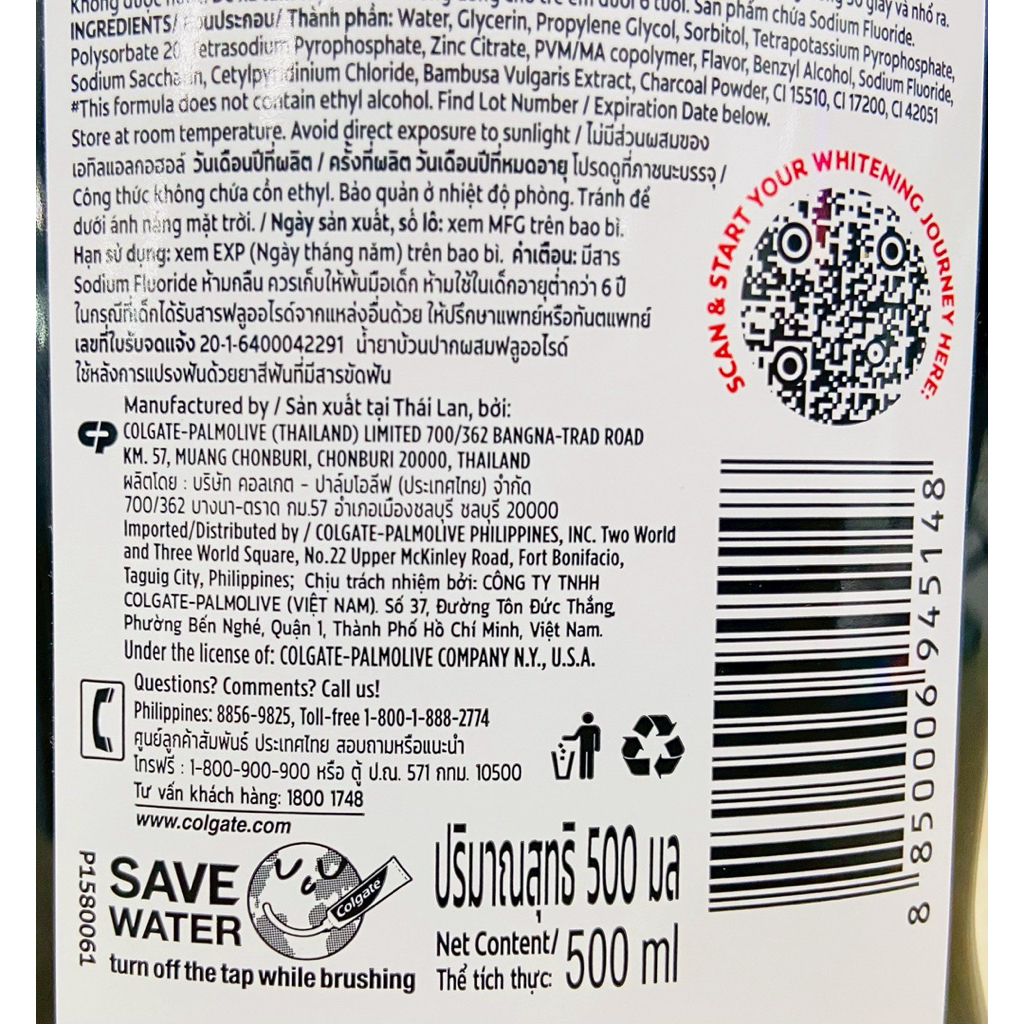 Không được
dưới 6 tuổi. Sản phẩm chứa Sodium Fluoride.
giây và nhổ ra.
INGREDIENTS/ ส่วนประกอบ/ Thành phần: Water, Glycerin, Propylene Glycol, Sorbitol, Tetrapotassium Pyrophosphate,
Polysorbate 20, Tetrasodium Pyrophosphate, Zinc Citrate, PVM/MA copolymer, Flavor, Benzyl Alcohol, Sodium Fluoride,
Sodium Saccharin, Cetylpyridinium Chloride, Bambusa Vulgaris Extract, Charcoal Powder, CI 15510, CI 17200, CI 42051
#This formula does not contain ethyl alcohol. Find Lot Number / Expiration Date below.
Store at room temperature. Avoid direct exposure to sunlight / ไม่มีส่วนผสมของ
เอทิลแอลกอฮอล์ วันเดือนปีที่ผลิต / ครั้งที่ผลิต วันเดือนปีที่หมดอายุ โปรดดูที่ภาชนะบรรจุ /
Công thức không chứa cồn ethyl. Bảo quản ở nhiệt độ phòng. Tránh để
dưới ánh nắng mặt trời. / Ngày sản xuất, số lô: xem MFG trên bao bì.
Hạn sử dụng: xem EXP (Ngày tháng năm) trên bao bì. คำเตือน: มีสาร
Sodium Fluoride ห้ามกลืน ควรเก็บให้พ้นมือเด็ก ห้ามใช้ในเด็กอายุต่ำกว่า 6 ปี
ในกรณีที่เด็กได้รับสารฟลูออไรด์จากแหล่งอื่นด้วย ให้ปรึกษาแพทย์หรือทันตแพทย์
เลขที่ใบรับจดแจ้ง 20-1-6400042291 น้ำยาบ้วนปากผสมฟลูออไรด์
ใช้หลังการแปรงฟันด้วยยาสีฟันที่มีสารขัดฟัน
SCAN & START YOUR WHITENING JOURNEY HERE:
Manufactured by / Sản xuất tại Thái Lan, bởi:
COLGATE-PALMOLIVE (THAILAND) LIMITED 700/362 BANGNA-TRAD ROAD
KM. 57, MUANG CHONBURI, CHONBURI 20000, THAILAND
ผลิตโดย : บริษัท คอลเกต - ปาล์มโอลีฟ (ประเทศไทย) จำกัด
700/362 บางนา-ตราด กม.57 อำเภอเมืองชลบุรี ชลบุรี 20000
Imported/Distributed by / COLGATE-PALMOLIVE PHILIPPINES, INC. Two World
and Three World Square, No.22 Upper McKinley Road, Fort Bonifacio,
Taguig City, Philippines; Chịu trách nhiệm bởi: CÔNG TY TNHH
COLGATE-PALMOLIVE (VIỆT NAM). Số 37, Đường Tôn Đức Thắng,
Phường Bến Nghé, Quận 1, Thành Phố Hồ Chí Minh, Việt Nam.
Under the license of: COLGATE-PALMOLIVE COMPANY N.Y., U.S.A.
Questions? Comments? Call us!
Philippines: 8856-9825, Toll-free 1-800-1-888-2774
ศูนย์ลูกค้าสัมพันธ์ ประเทศไทย สอบถามหรือแนะนำ
โทรฟรี : 1-800-900-900 หรือ ตู้ ป.ณ. 571 กทม. 10500
Tư vấn khách hàng: 1800 1748
www.colgate.com
8 850006 945148
P1580061
SAVE
WATER
Colgate
turn off the tap while brushing
ปริมาณสุทธิ 500 มล
Net Content/
Thể tích thực: 500 ml